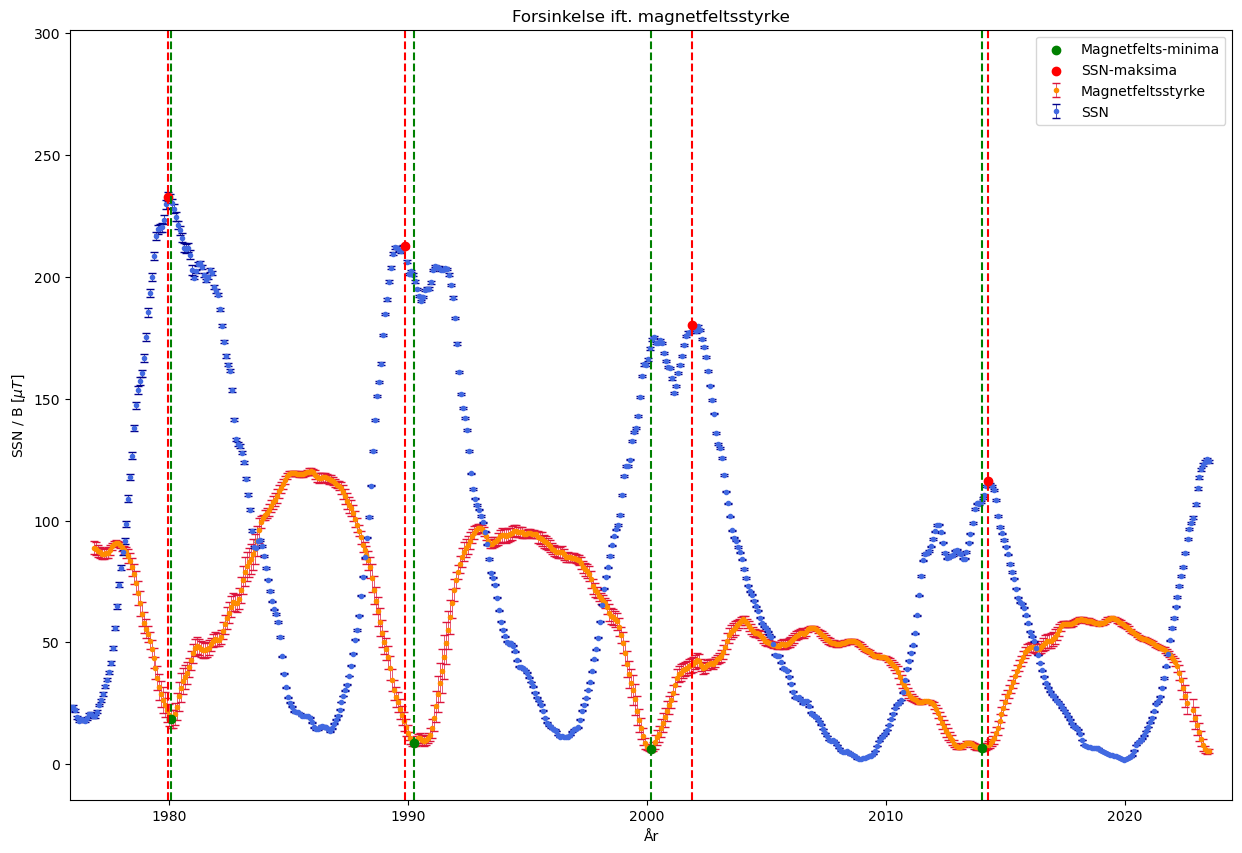 Forsinkelse ift. magnetfeltsstyrke
300
250
200
150
100
50
0
SSN / B [μT]
1980
1990
2000
2010
2020
År
Magnetfelts-minima
SSN-maksima
Magnetfeltsstyrke
SSN